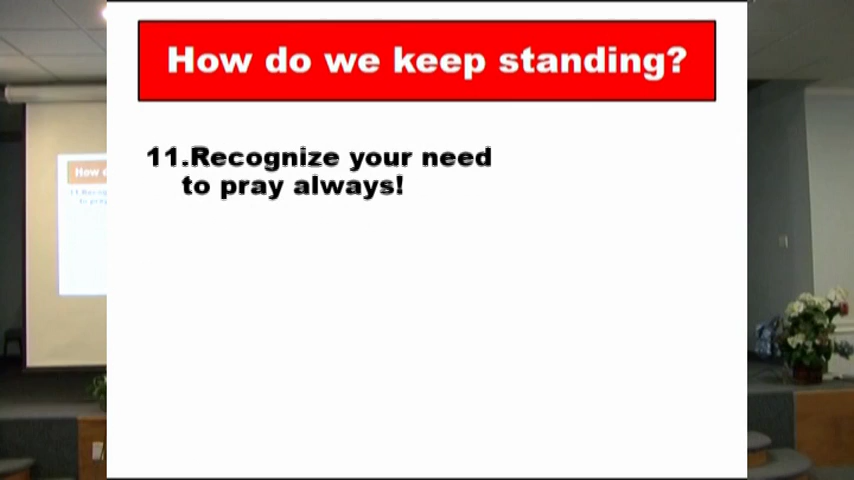 How do we keep standing?
11.Recognize your need
to pray always!